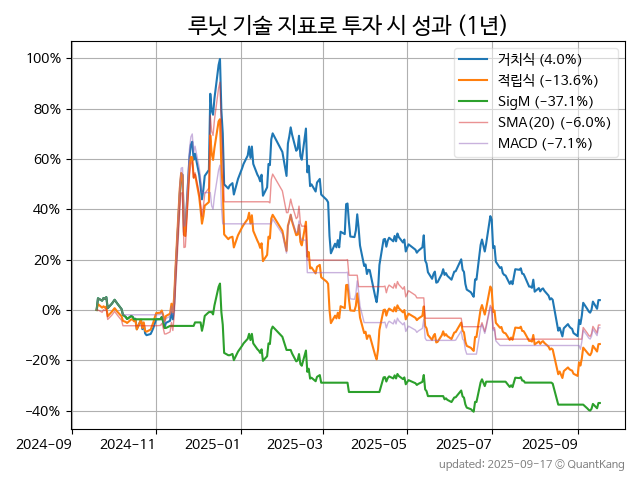 루닛 기술 지표로 투자 시 성과 (1년)
100%
80%
60%
40%
20%
0%
−20%
−40%
거치식 (4.0%)
적립식 (−13.6%)
SigM (−37.1%)
SMA(20) (−6.0%)
MACD (−7.1%)
2024-09
2024-11
2025-01
2025-03
2025-05
2025-07
2025-09
updated: 2025-09-17 © QuantKang